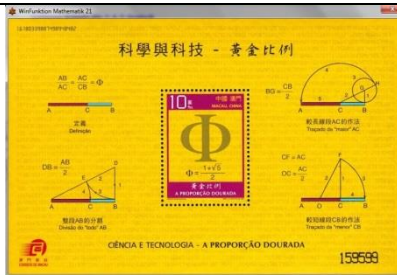 WinFunktion Mathematik 21
科學與科技 - 黃金比例
AB/AC = AC/CB = Φ
A C B
定義
Definição
10
中國 澳門
MACAU, CHINA
Φ
Φ = 1+√5/2
黃金比例
A PROPORÇÃO DOURADA
BG = CB/2
A C B
較長線段AC的作法
Traçado do "maior" AC
DB = AB/2
D
A C B
整段AB的分割
Divisão do "todo" AB
CF = AC
DC = AC/2
F
A D C B
較短線段CB的作法
Traçado do "menor" CB
CIÊNCIA E TECNOLOGIA - A PROPORÇÃO DOURADA
159599